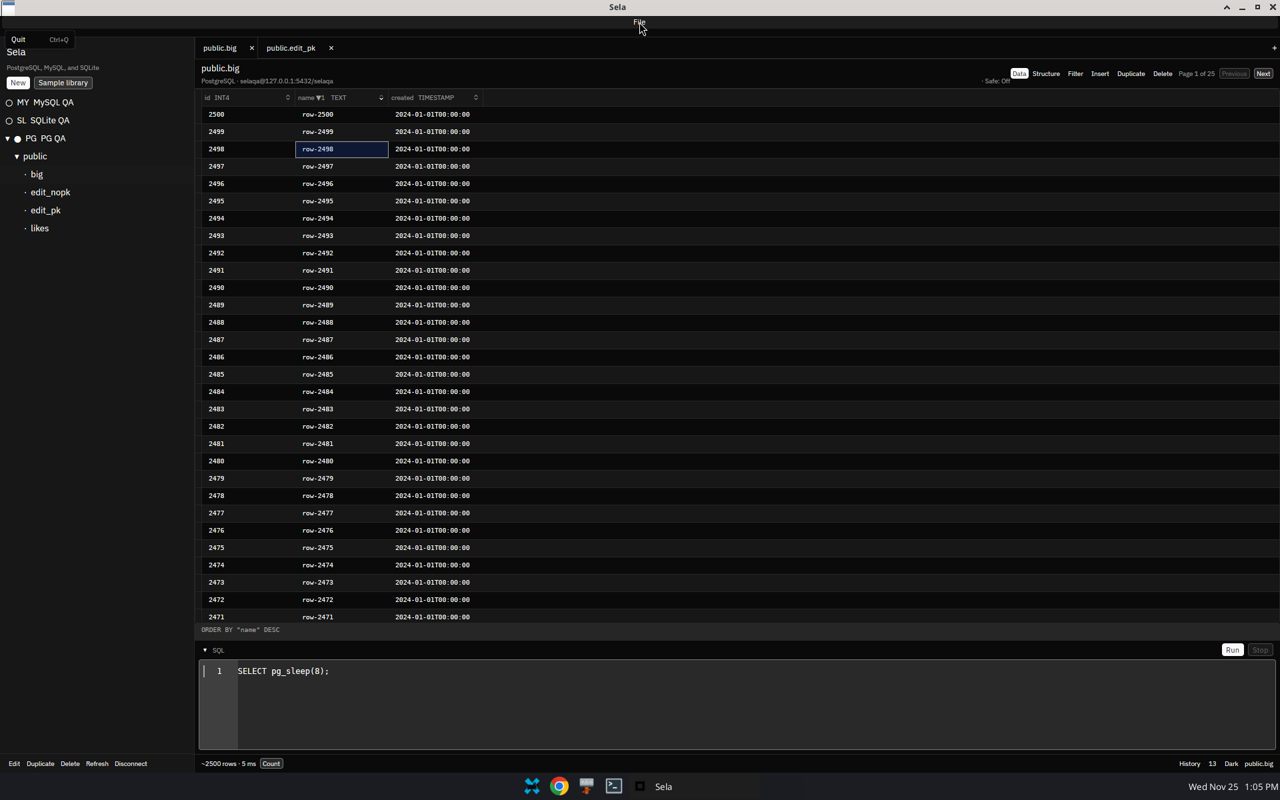 Sela
File
Quit Ctrl+Q
Sela
PostgreSQL, MySQL, and SQLite
New Sample library
MY MySQL QA
SL SQLite QA
▼ PG PG QA
▼ public
· big
· edit_nopk
· edit_pk
· likes
public.big × public.edit_pk × +
public.big
PostgreSQL · selaqa@127.0.0.1:5432/selaqa
· Safe: Off Data Structure Filter Insert Duplicate Delete Page 1 of 25 Previous Next
id INT4 name ▼1 TEXT created TIMESTAMP
2500 row-2500 2024-01-01T00:00:00
2499 row-2499 2024-01-01T00:00:00
2498 row-2498 2024-01-01T00:00:00
2497 row-2497 2024-01-01T00:00:00
2496 row-2496 2024-01-01T00:00:00
2495 row-2495 2024-01-01T00:00:00
2494 row-2494 2024-01-01T00:00:00
2493 row-2493 2024-01-01T00:00:00
2492 row-2492 2024-01-01T00:00:00
2491 row-2491 2024-01-01T00:00:00
2490 row-2490 2024-01-01T00:00:00
2489 row-2489 2024-01-01T00:00:00
2488 row-2488 2024-01-01T00:00:00
2487 row-2487 2024-01-01T00:00:00
2486 row-2486 2024-01-01T00:00:00
2485 row-2485 2024-01-01T00:00:00
2484 row-2484 2024-01-01T00:00:00
2483 row-2483 2024-01-01T00:00:00
2482 row-2482 2024-01-01T00:00:00
2481 row-2481 2024-01-01T00:00:00
2480 row-2480 2024-01-01T00:00:00
2479 row-2479 2024-01-01T00:00:00
2478 row-2478 2024-01-01T00:00:00
2477 row-2477 2024-01-01T00:00:00
2476 row-2476 2024-01-01T00:00:00
2475 row-2475 2024-01-01T00:00:00
2474 row-2474 2024-01-01T00:00:00
2473 row-2473 2024-01-01T00:00:00
2472 row-2472 2024-01-01T00:00:00
2471 row-2471 2024-01-01T00:00:00
ORDER BY "name" DESC
▼ SQL Run Stop
1 SELECT pg_sleep(8);
Edit Duplicate Delete Refresh Disconnect
~2500 rows · 5 ms Count
History 13 Dark public.big
Sela
Wed Nov 25 1:05 PM